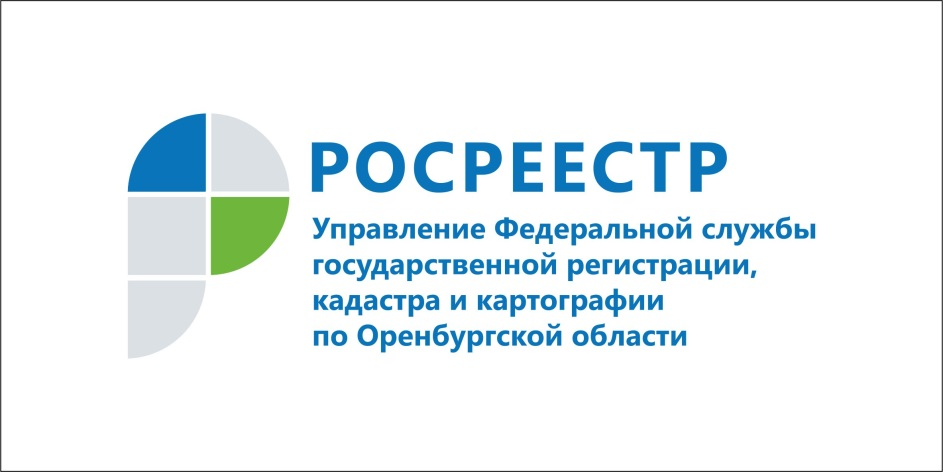 РОСРЕЕСТР
Управление Федеральной службы
государственной регистрации,
кадастра и картографии
по Оренбургской области